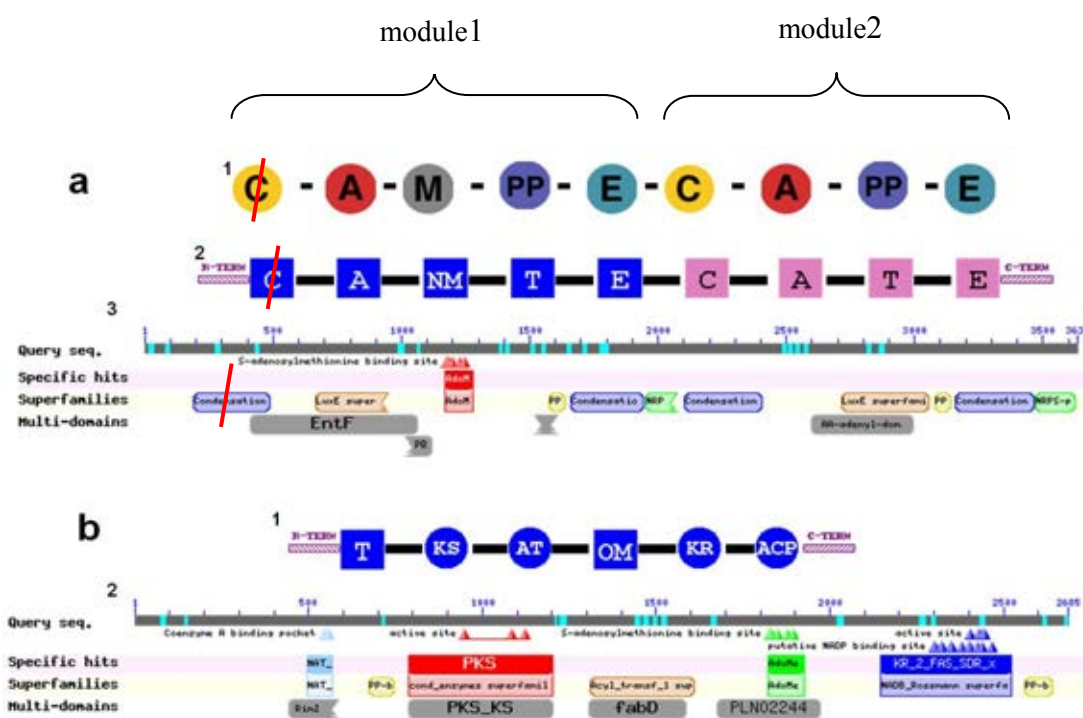 module1 module2
a
1 C - A - M - PP - E - C - A - PP - E
2 N-TERM C A NM T E C A T E C-TERM
3
1 500 1000 1500 2000 2500 3000 3500
Query seq.
S-adenosylmethionine binding site
Specific hits AdoM
Superfamilies Condensation LuxE super AdoM PP Condensatio NRP Condensation LuxE superfami PP Condensation NRPS-p
Multi-domains EntF AA-adenyl-dom
b
1 N-TERM T KS AT OM KR ACP C-TERM
2
1 500 1000 1500 2000 2500 2685
Query seq.
Coenzyme A binding pocket active site S-adenosylmethionine binding site active site
putative NADP binding site
Specific hits NAT_ PKS AdoMe KR_2_FAS_SDR_x
Superfamilies NAT_ PP-b cond_enzymes superfamil Acyl_transf_1 sup AdoMe NADB_Rossmann superfa PP-b
Multi-domains RimI PKS_KS fabD PLN02244